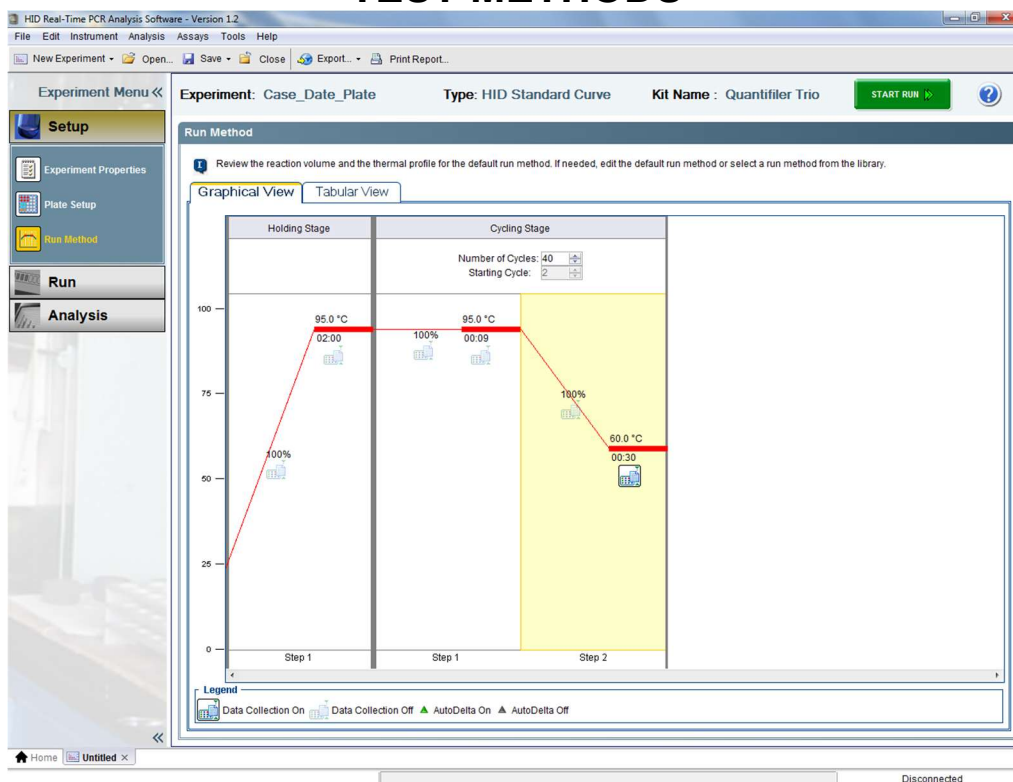 TEST METHODS
HID Real-Time PCR Analysis Software - Version 1.2
File Edit Instrument Analysis Assays Tools Help
New Experiment Open... Save Close Export... Print Report...
Experiment Menu
Experiment: Case_Date_Plate Type: HID Standard Curve Kit Name : Quantifiler Trio START RUN ?
Setup
Run Method
Experiment Properties
Plate Setup
Run Method
Run
Analysis
Review the reaction volume and the thermal profile for the default run method. If needed, edit the default run method or select a run method from the library.
Graphical View Tabular View
Holding Stage Cycling Stage
Number of Cycles: 40
Starting Cycle: 2
100
95.0 °C 95.0 °C
02:00 100% 00:09
75
100%
60.0 °C
100% 00:30
50
25
0
Step 1 Step 1 Step 2
Legend
Data Collection On Data Collection Off AutoDelta On AutoDelta Off
Home Untitled ×
Disconnected